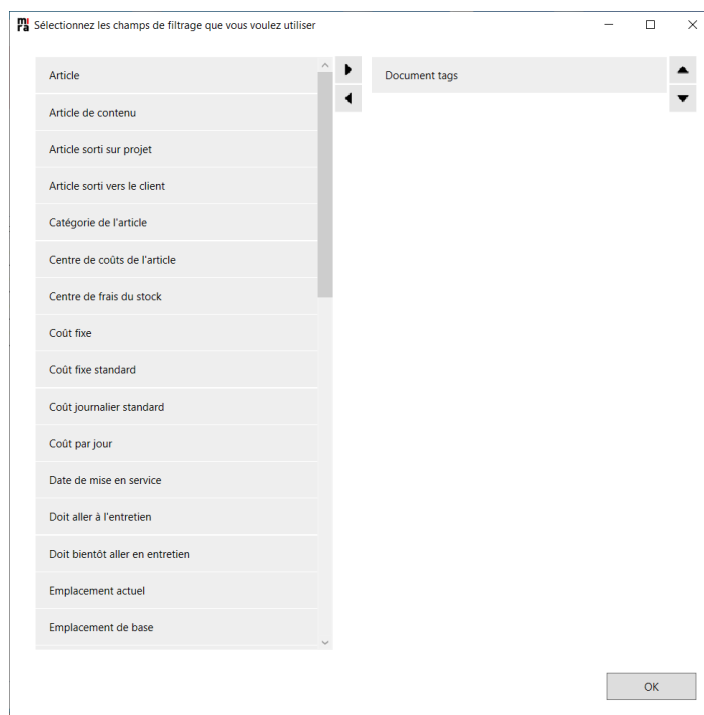 mira
Sélectionnez les champs de filtrage que vous voulez utiliser
Article
Article de contenu
Article sorti sur projet
Article sorti vers le client
Catégorie de l'article
Centre de coûts de l'article
Centre de frais du stock
Coût fixe
Coût fixe standard
Coût journalier standard
Coût par jour
Date de mise en service
Doit aller à l'entretien
Doit bientôt aller en entretien
Emplacement actuel
Emplacement de base
Document tags
OK